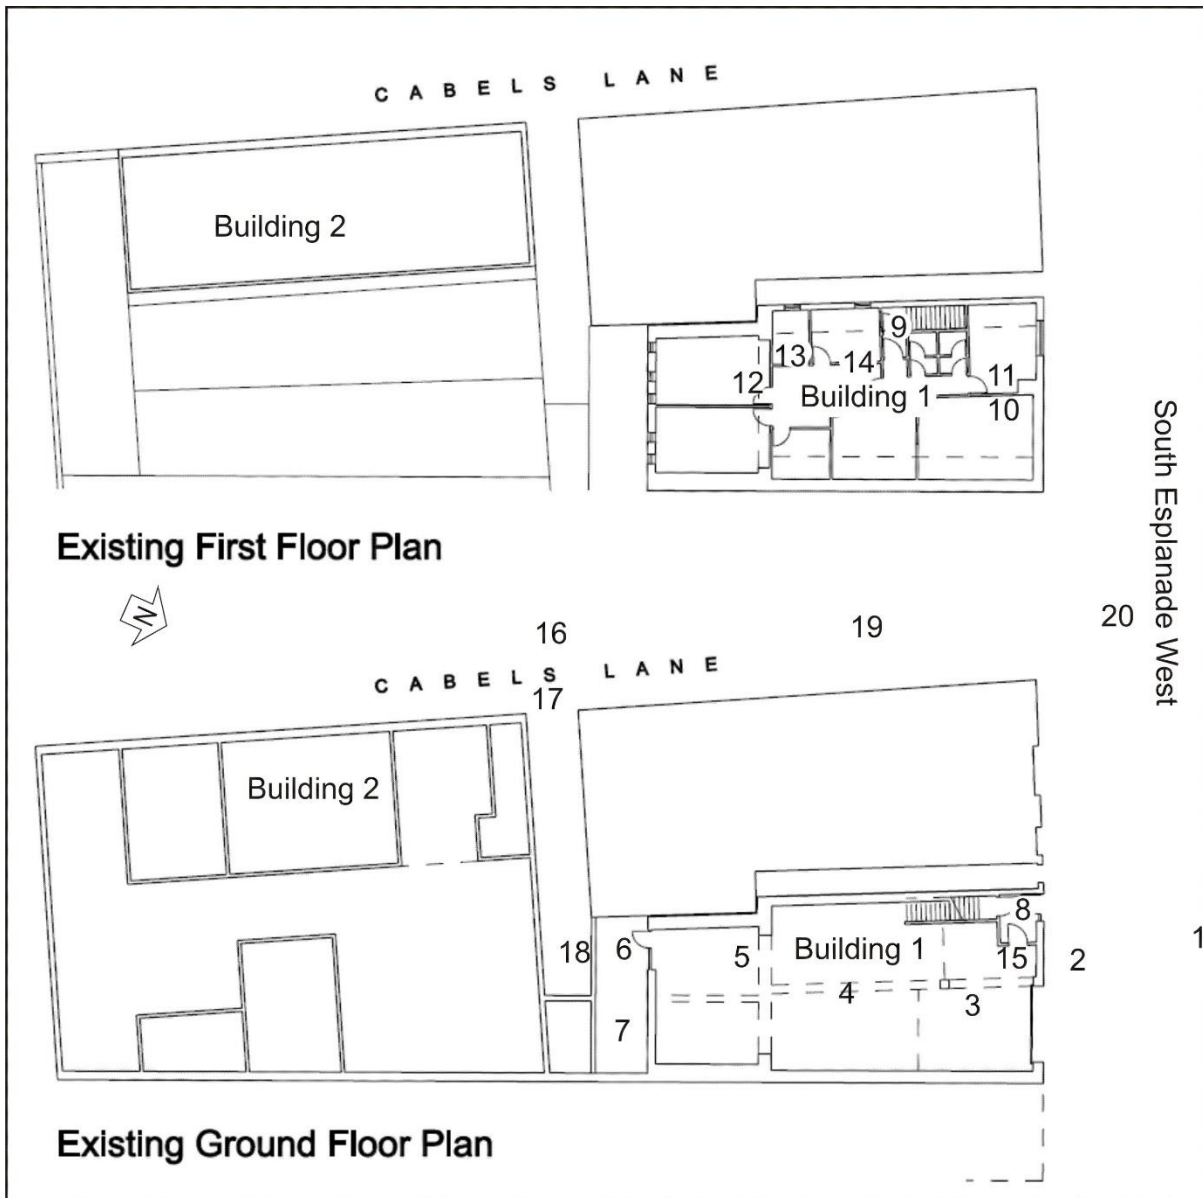 CABELS LANE
Building 2
9
13
14
11
12
Building 1
10
South Esplanade West
Existing First Floor Plan
N
16
19
20
CABELS LANE
17
Building 2
8
18
6
5
Building 1
15
2
1
4
3
7
Existing Ground Floor Plan